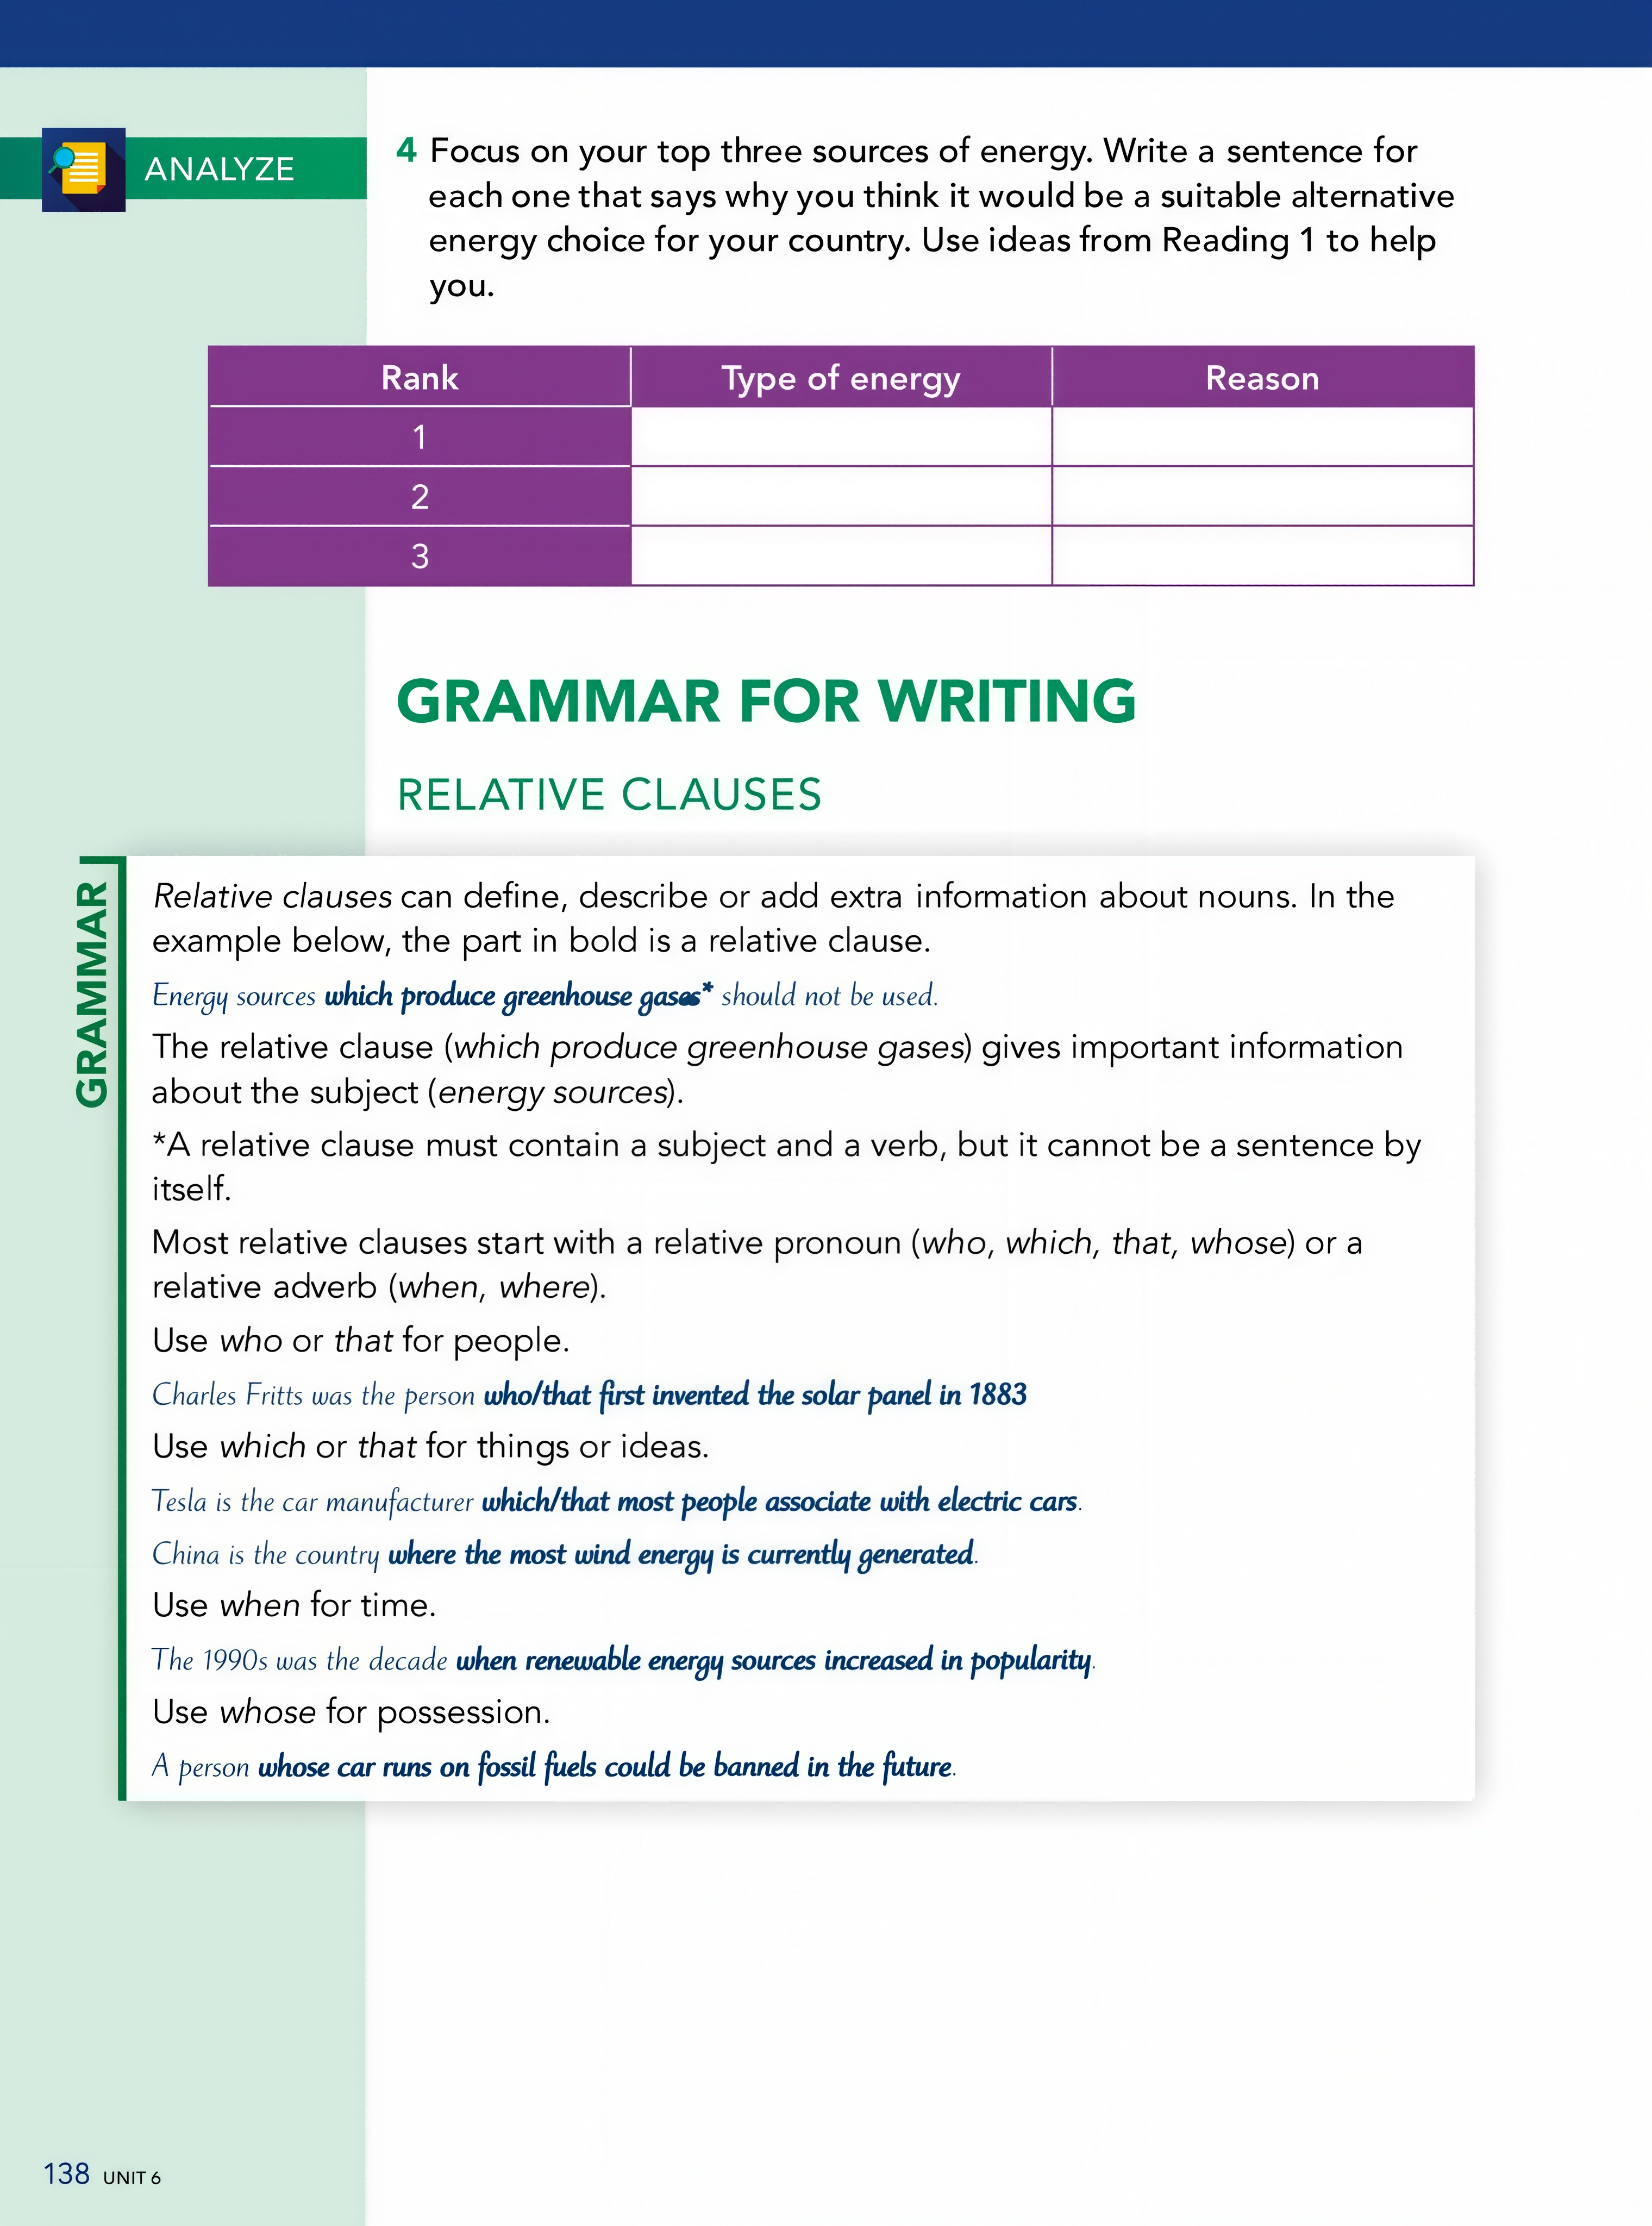 ANALYZE
4 Focus on your top three sources of energy. Write a sentence for
each one that says why you think it would be a suitable alternative
energy choice for your country. Use ideas from Reading 1 to help
you.
Rank Type of energy Reason
1
2
3
GRAMMAR FOR WRITING
RELATIVE CLAUSES
GRAMMAR
Relative clauses can define, describe or add extra information about nouns. In the
example below, the part in bold is a relative clause.
Energy sources which produce greenhouse gases* should not be used.
The relative clause (which produce greenhouse gases) gives important information
about the subject (energy sources).
*A relative clause must contain a subject and a verb, but it cannot be a sentence by
itself.
Most relative clauses start with a relative pronoun (who, which, that, whose) or a
relative adverb (when, where).
Use who or that for people.
Charles Fritts was the person who/that first invented the solar panel in 1883
Use which or that for things or ideas.
Tesla is the car manufacturer which/that most people associate with electric cars.
China is the country where the most wind energy is currently generated.
Use when for time.
The 1990s was the decade when renewable energy sources increased in popularity.
Use whose for possession.
A person whose car runs on fossil fuels could be banned in the future.
138 UNIT 6